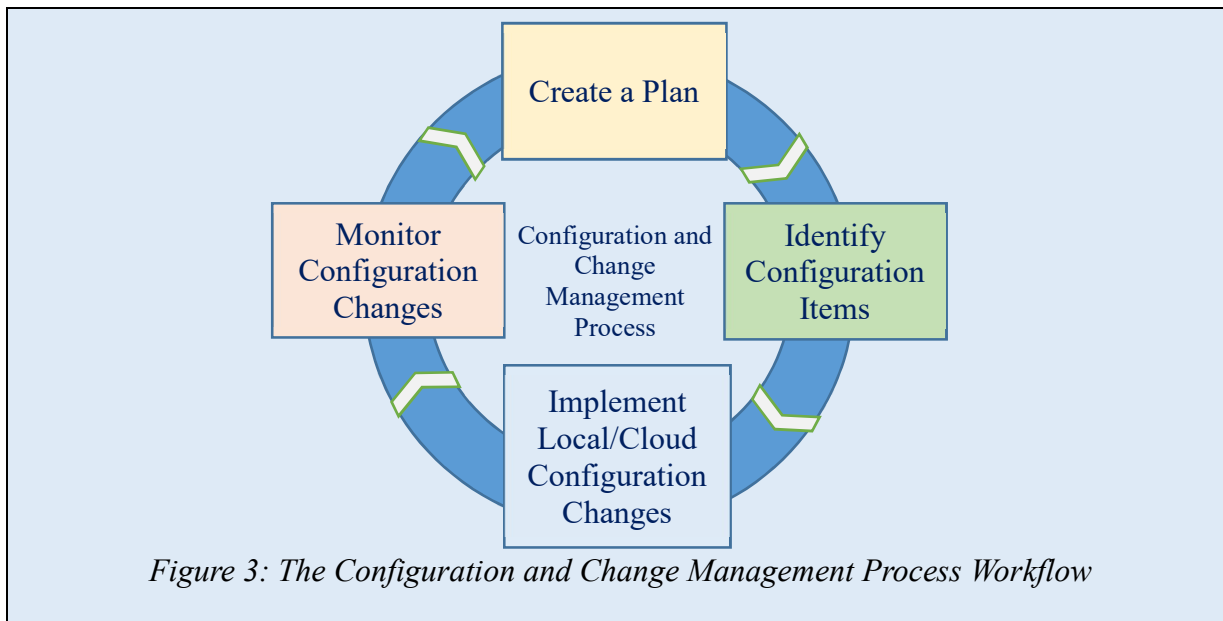 Create a Plan
Monitor
Configuration
Changes
Configuration and
Change
Management
Process
Identify
Configuration
Items
Implement
Local/Cloud
Configuration
Changes
Figure 3: The Configuration and Change Management Process Workflow